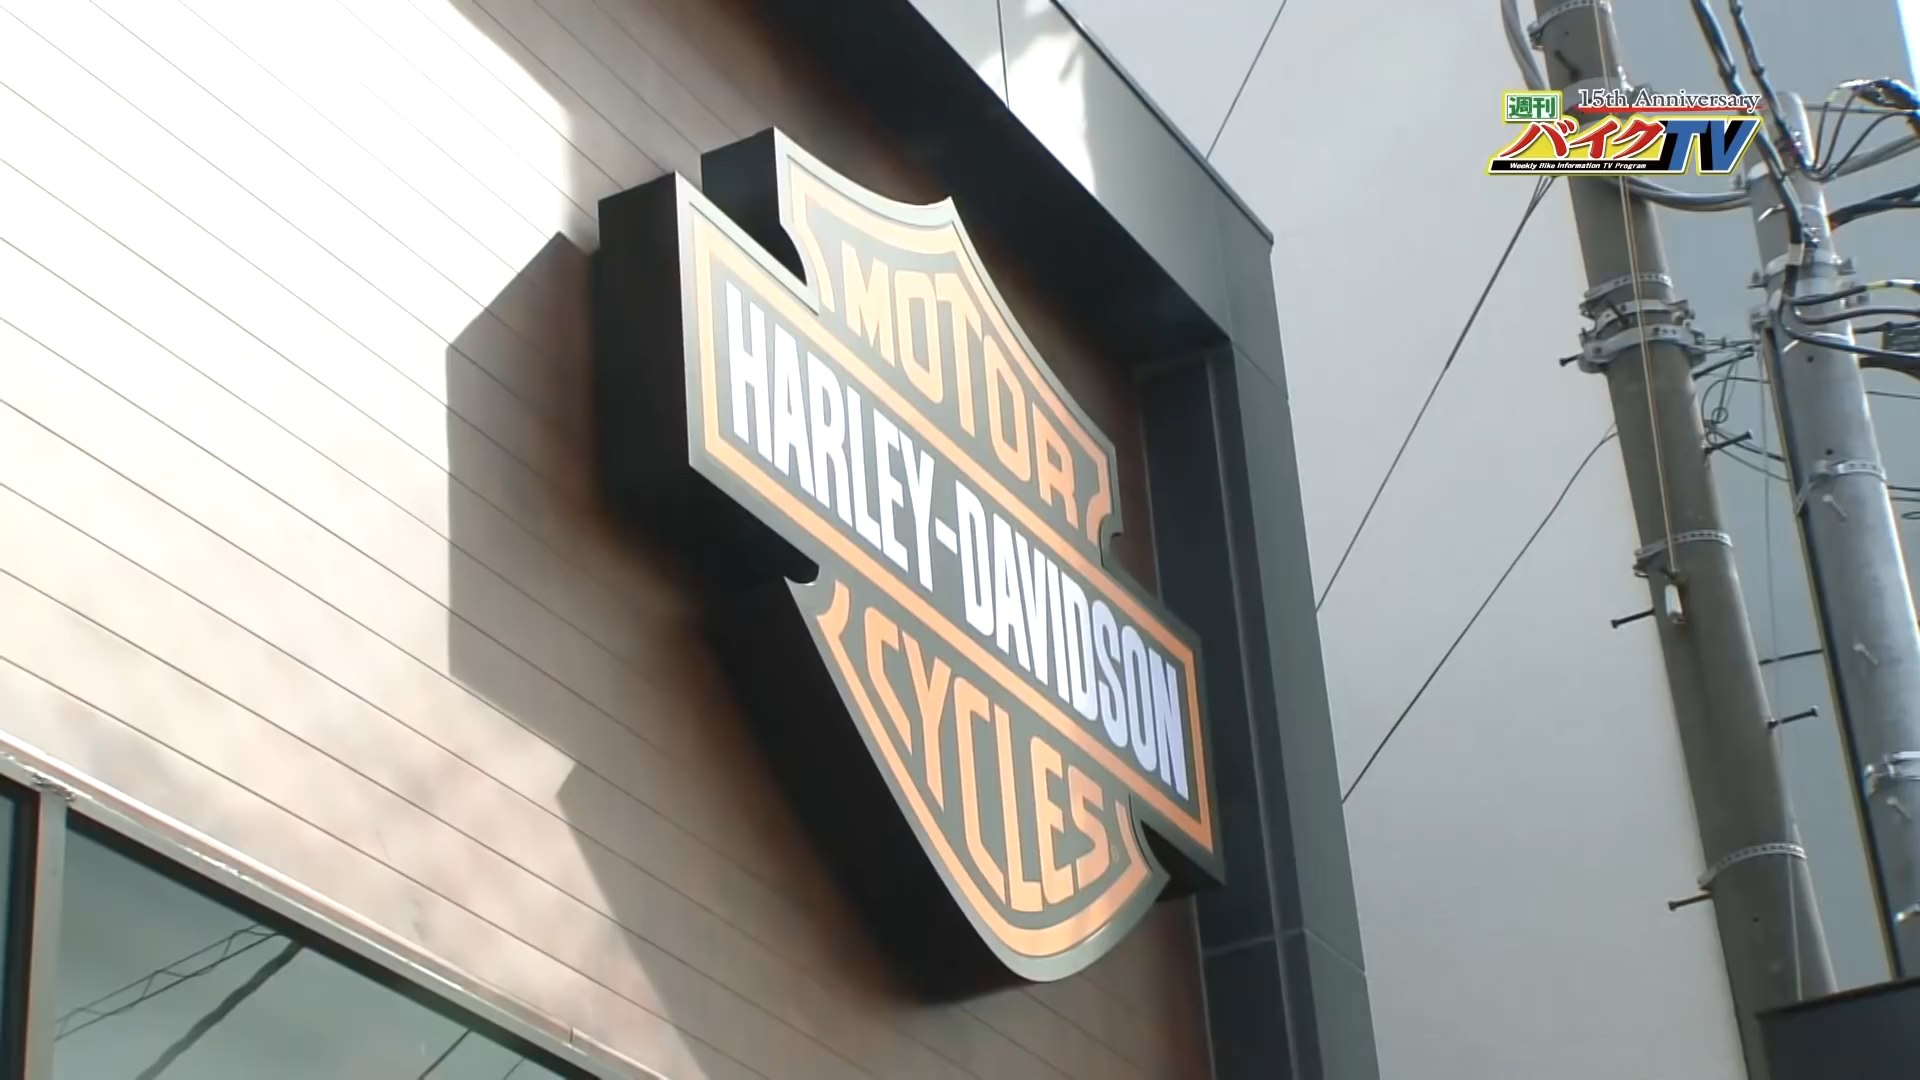 MOTOR
HARLEY-DAVIDSON
CYCLES
週刊 15th Anniversary
バイクTV
Weekly Bike Information TV Program